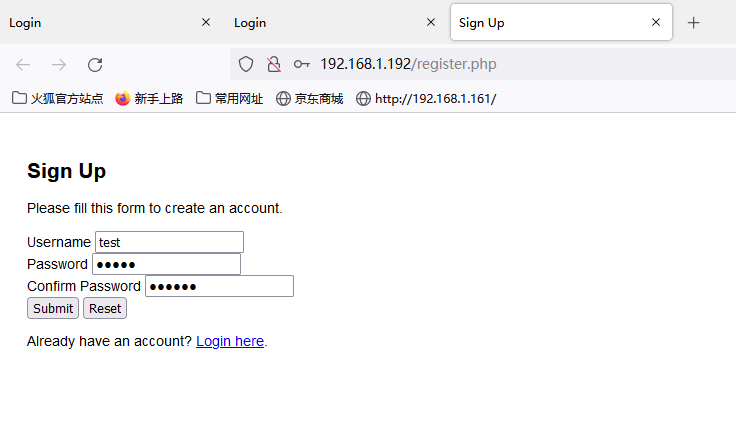 Login
Login
Sign Up
192.168.1.192/register.php
火狐官方站点 新手上路 常用网址 京东商城 http://192.168.1.161/
Sign Up
Please fill this form to create an account.
Username test
Password ●●●●●
Confirm Password ●●●●●●
Submit Reset
Already have an account? Login here.